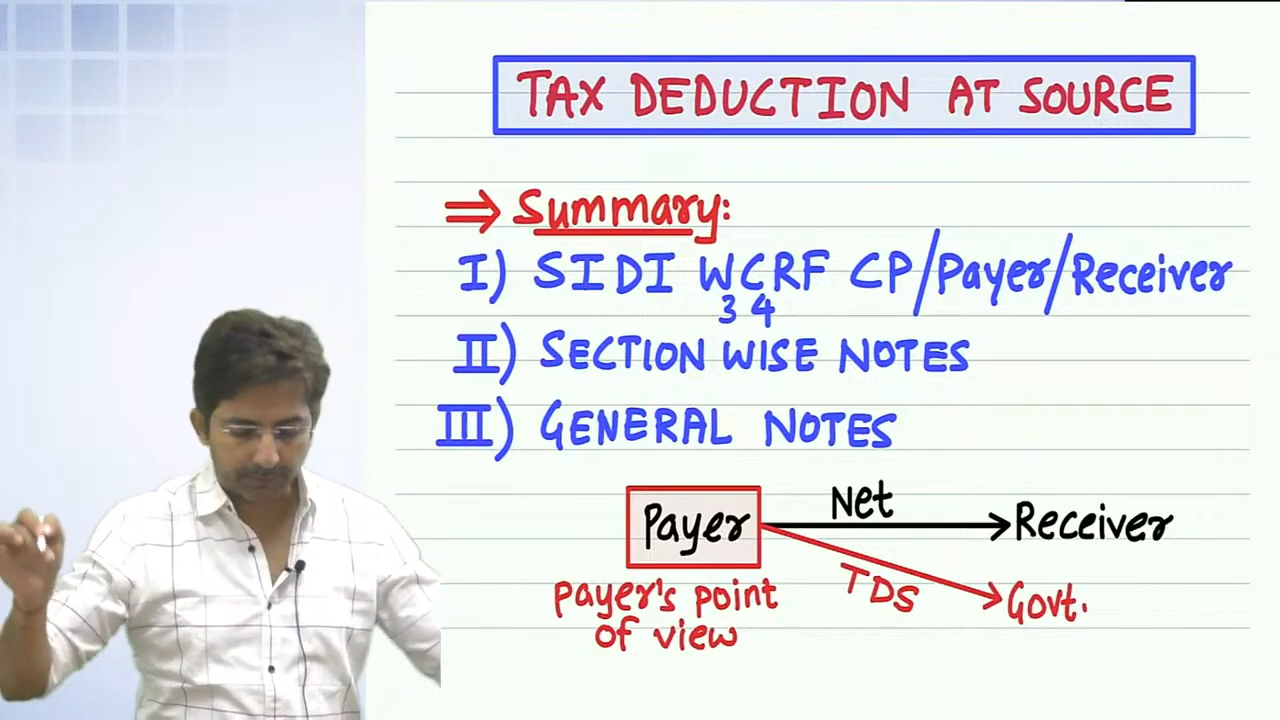 TAX DEDUCTION AT SOURCE
⇒ Summary:
I) SIDI WCRF CP/Payer/Receiver
3 4
II) SECTION WISE NOTES
III) GENERAL NOTES
Payer Net Receiver
TDS Govt.
Payer's point
of view